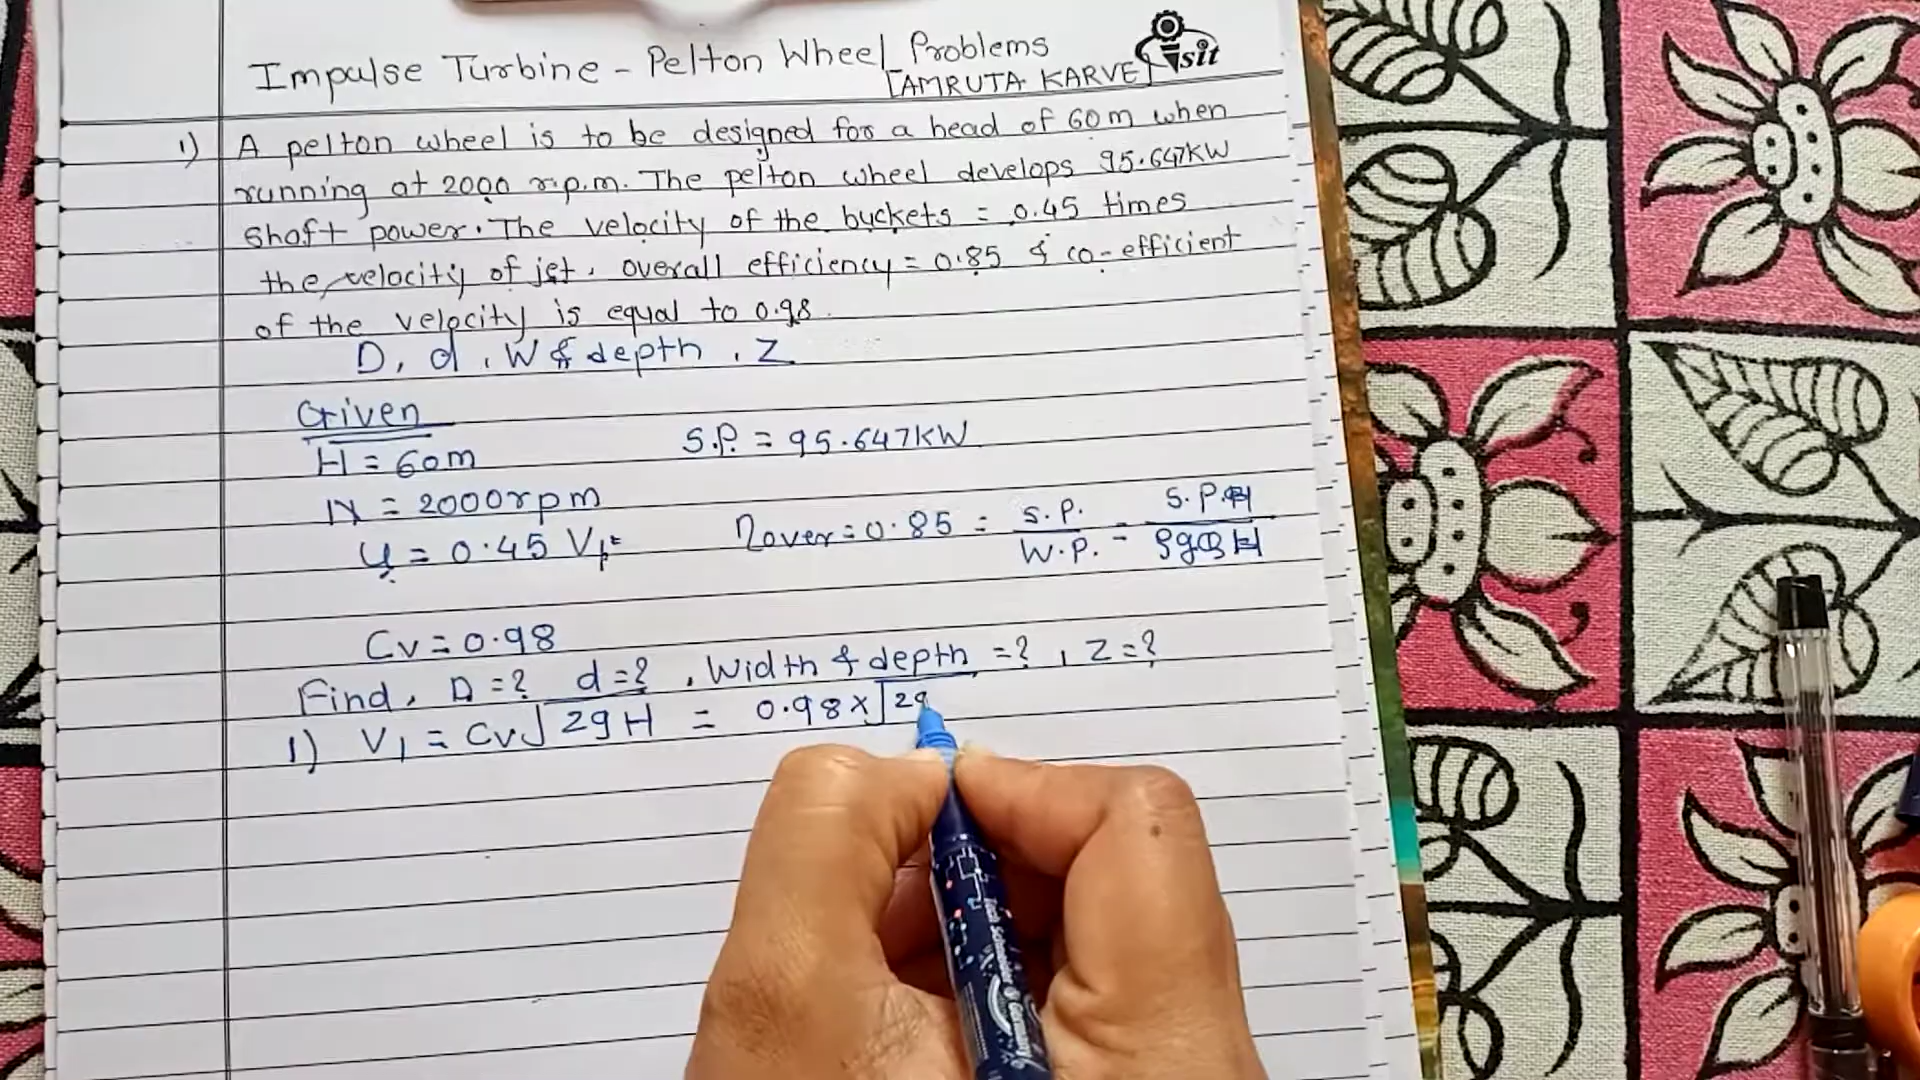 Impulse Turbine - Pelton Wheel Problems
[AMRUTA KARVE]
sit
1) A pelton wheel is to be designed for a head of 60m when
running at 2000 r.p.m. The pelton wheel develops 95.647KW
shaft power. The velocity of the buckets = 0.45 times
the velocity of jet, overall efficiency = 0.85 & co-efficient
of the velocity is equal to 0.98.
D, d, W & depth, Z
Given
H = 60m
S.P. = 95.647KW
N = 2000rpm
u = 0.45 V1
ηover = 0.85 = S.P. / W.P. = S.P. / ρgQH
Cv = 0.98
Find, D = ? d = ?, Width & depth = ?, Z = ?
1) V1 = Cv√2gH = 0.98 × √2g